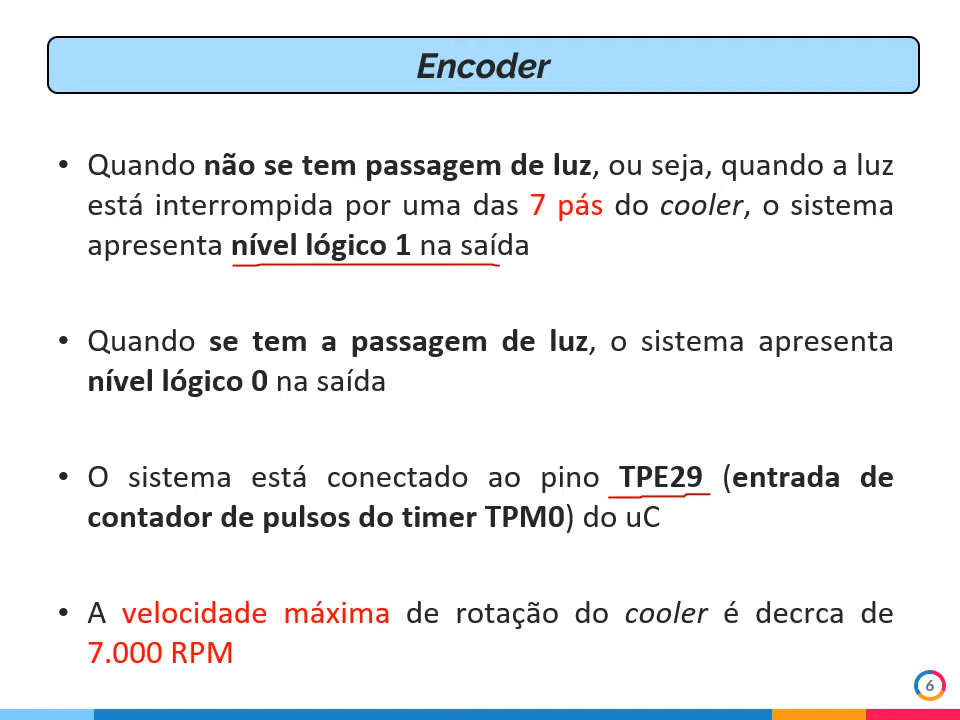 Encoder
• Quando não se tem passagem de luz, ou seja, quando a luz
está interrompida por uma das 7 pás do cooler, o sistema
apresenta nível lógico 1 na saída
• Quando se tem a passagem de luz, o sistema apresenta
nível lógico 0 na saída
• O sistema está conectado ao pino TPE29 (entrada de
contador de pulsos do timer TPM0) do uC
• A velocidade máxima de rotação do cooler é decrca de
7.000 RPM
6